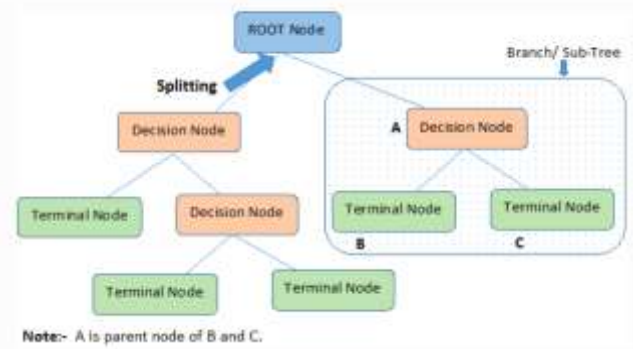 ROOT Node
Branch/ Sub-Tree
Splitting
Decision Node
A
Decision Node
Terminal Node
Decision Node
Terminal Node
Terminal Node
B
C
Terminal Node
Terminal Node
Note:- A is parent node of B and C.